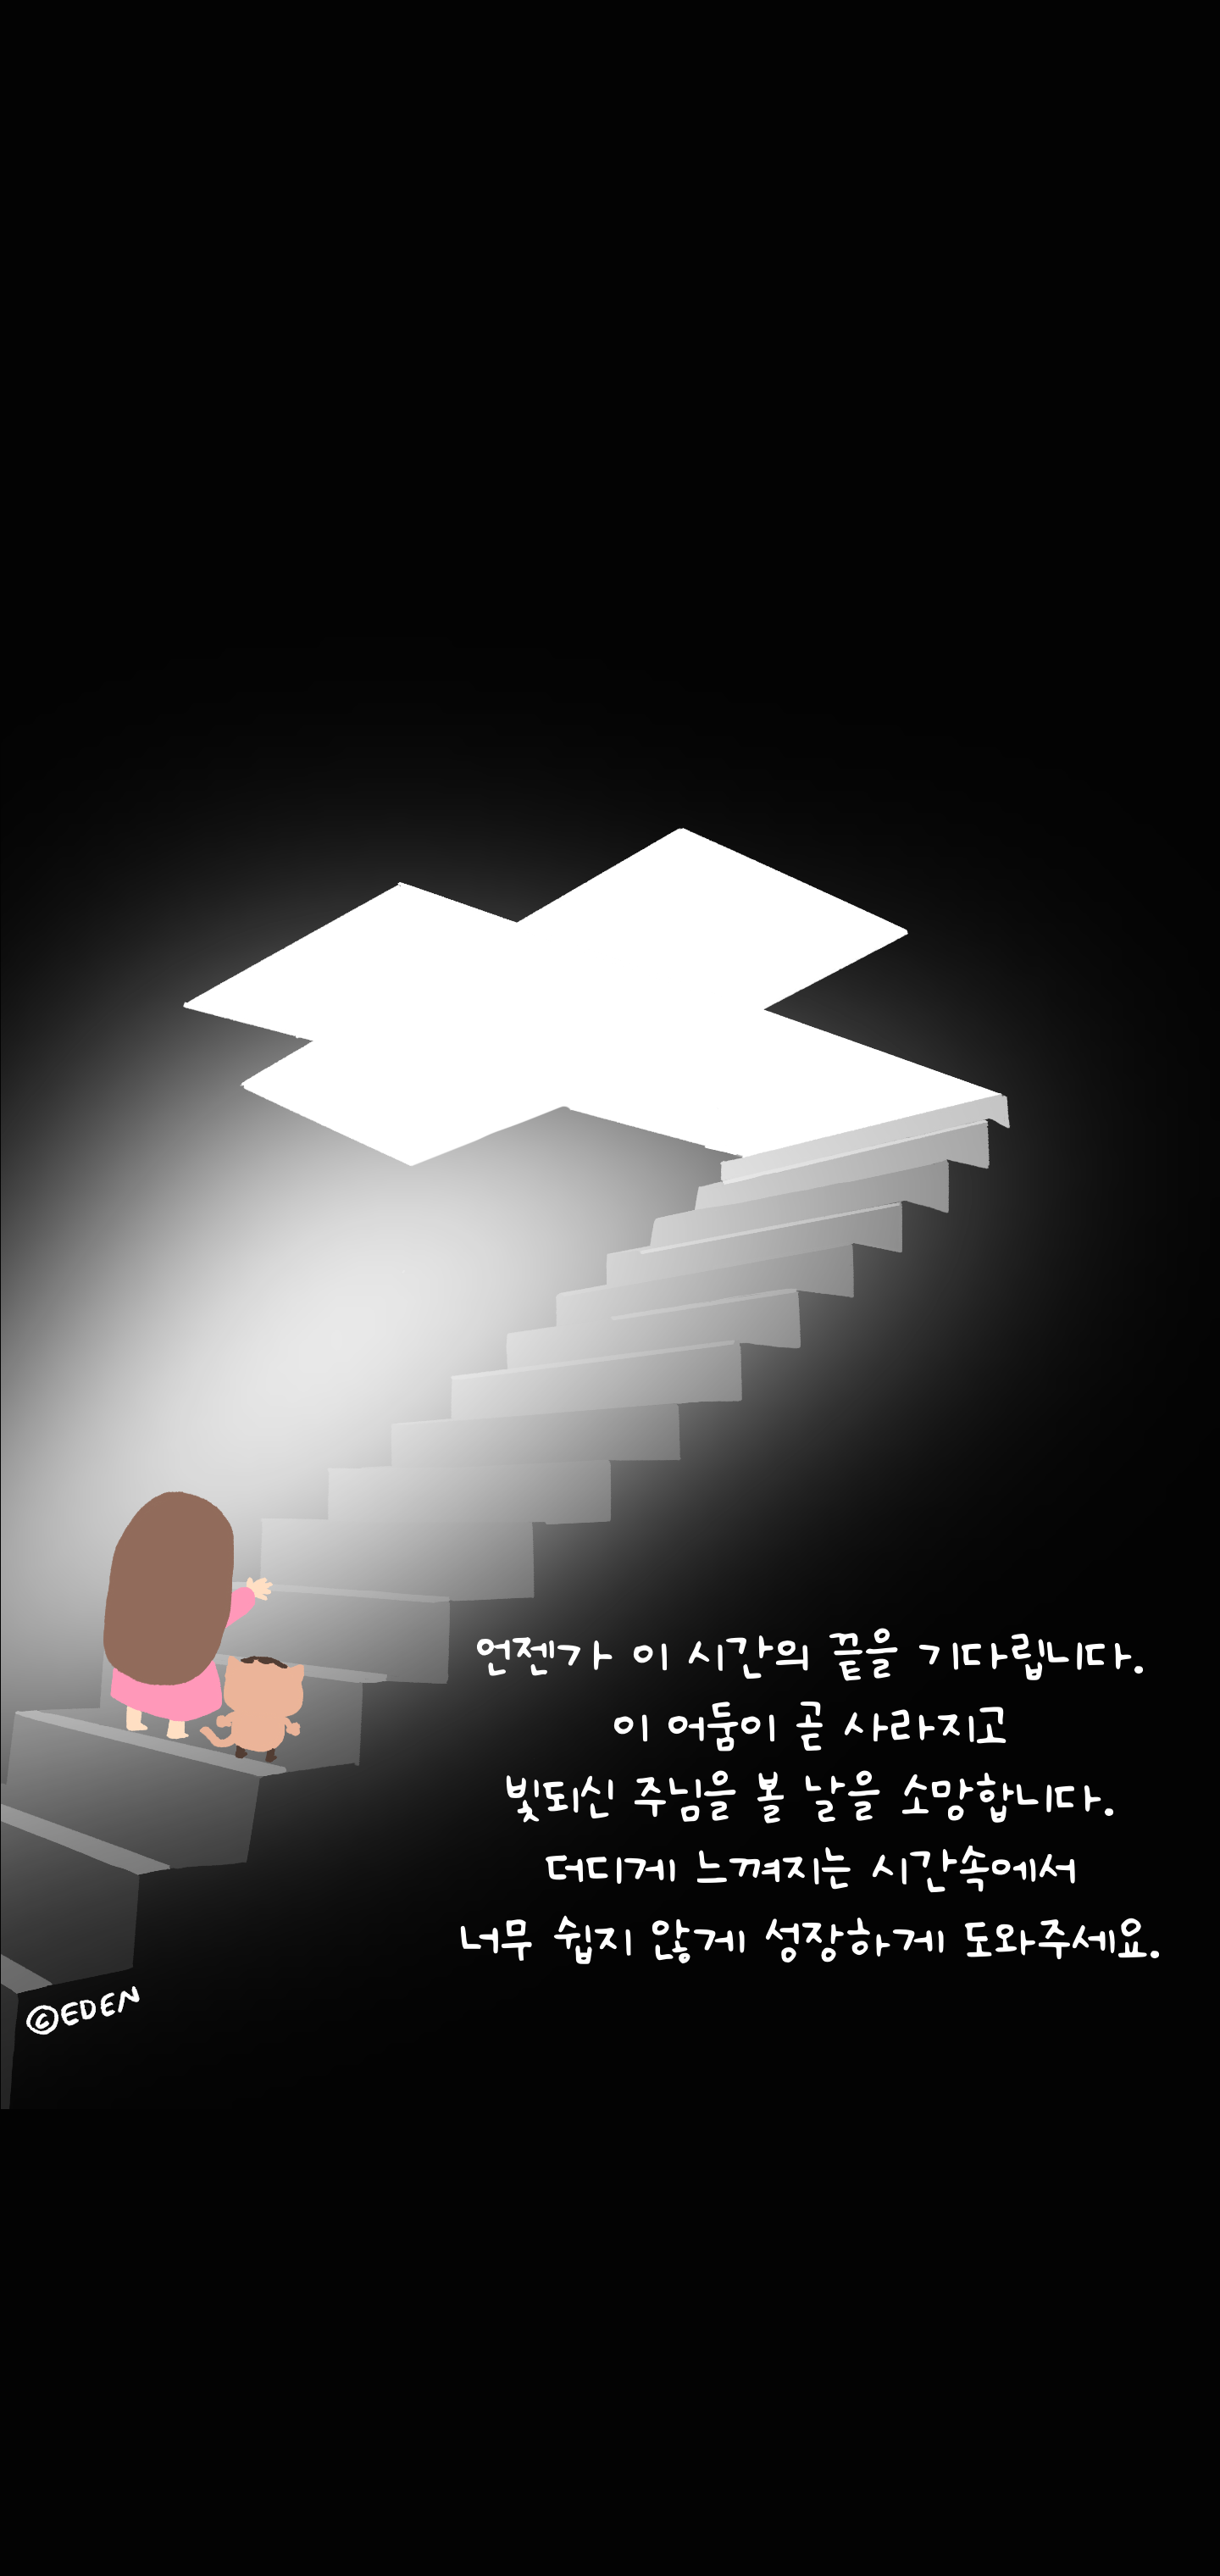 언젠가 이 시간의 끝을 기다립니다.
이 어둠이 곧 사라지고
빛되신 주님을 볼 날을 소망합니다.
더디게 느껴지는 시간속에서
너무 쉽지 않게 성장하게 도와주세요.
©EDEN